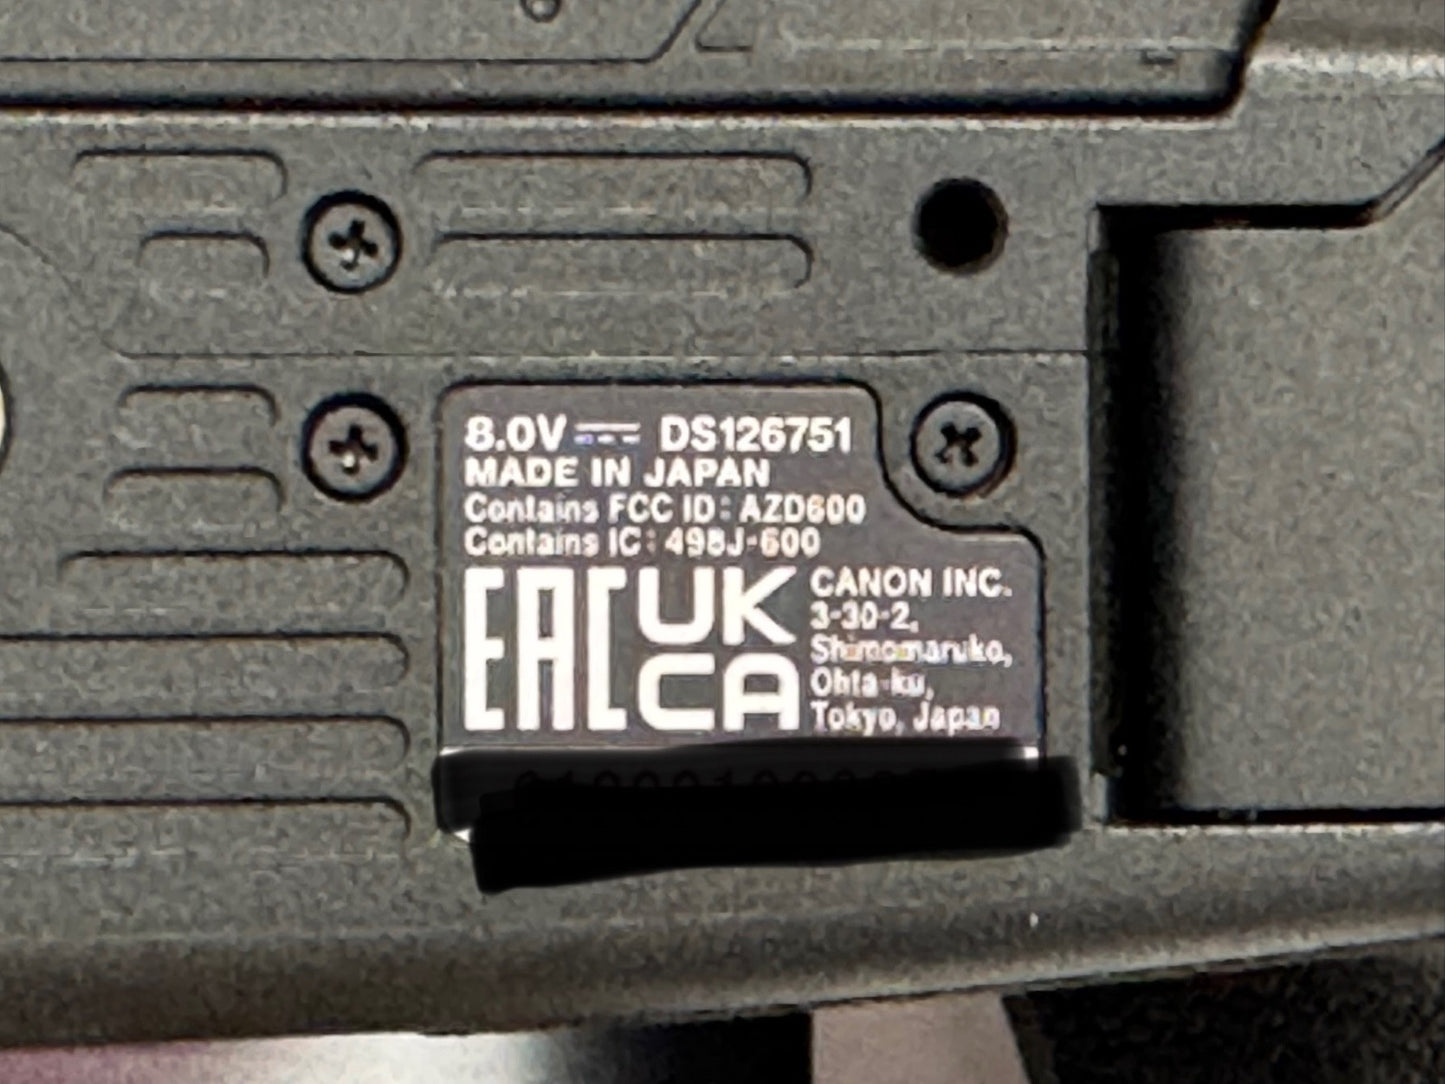 8.0V DS126751
MADE IN JAPAN
Contains FCC ID: AZD600
Contains IC: 498J-600
EAC
UK
CA
CANON INC.
3-30-2,
Shimomaruko,
Ohta-ku,
Tokyo, Japan